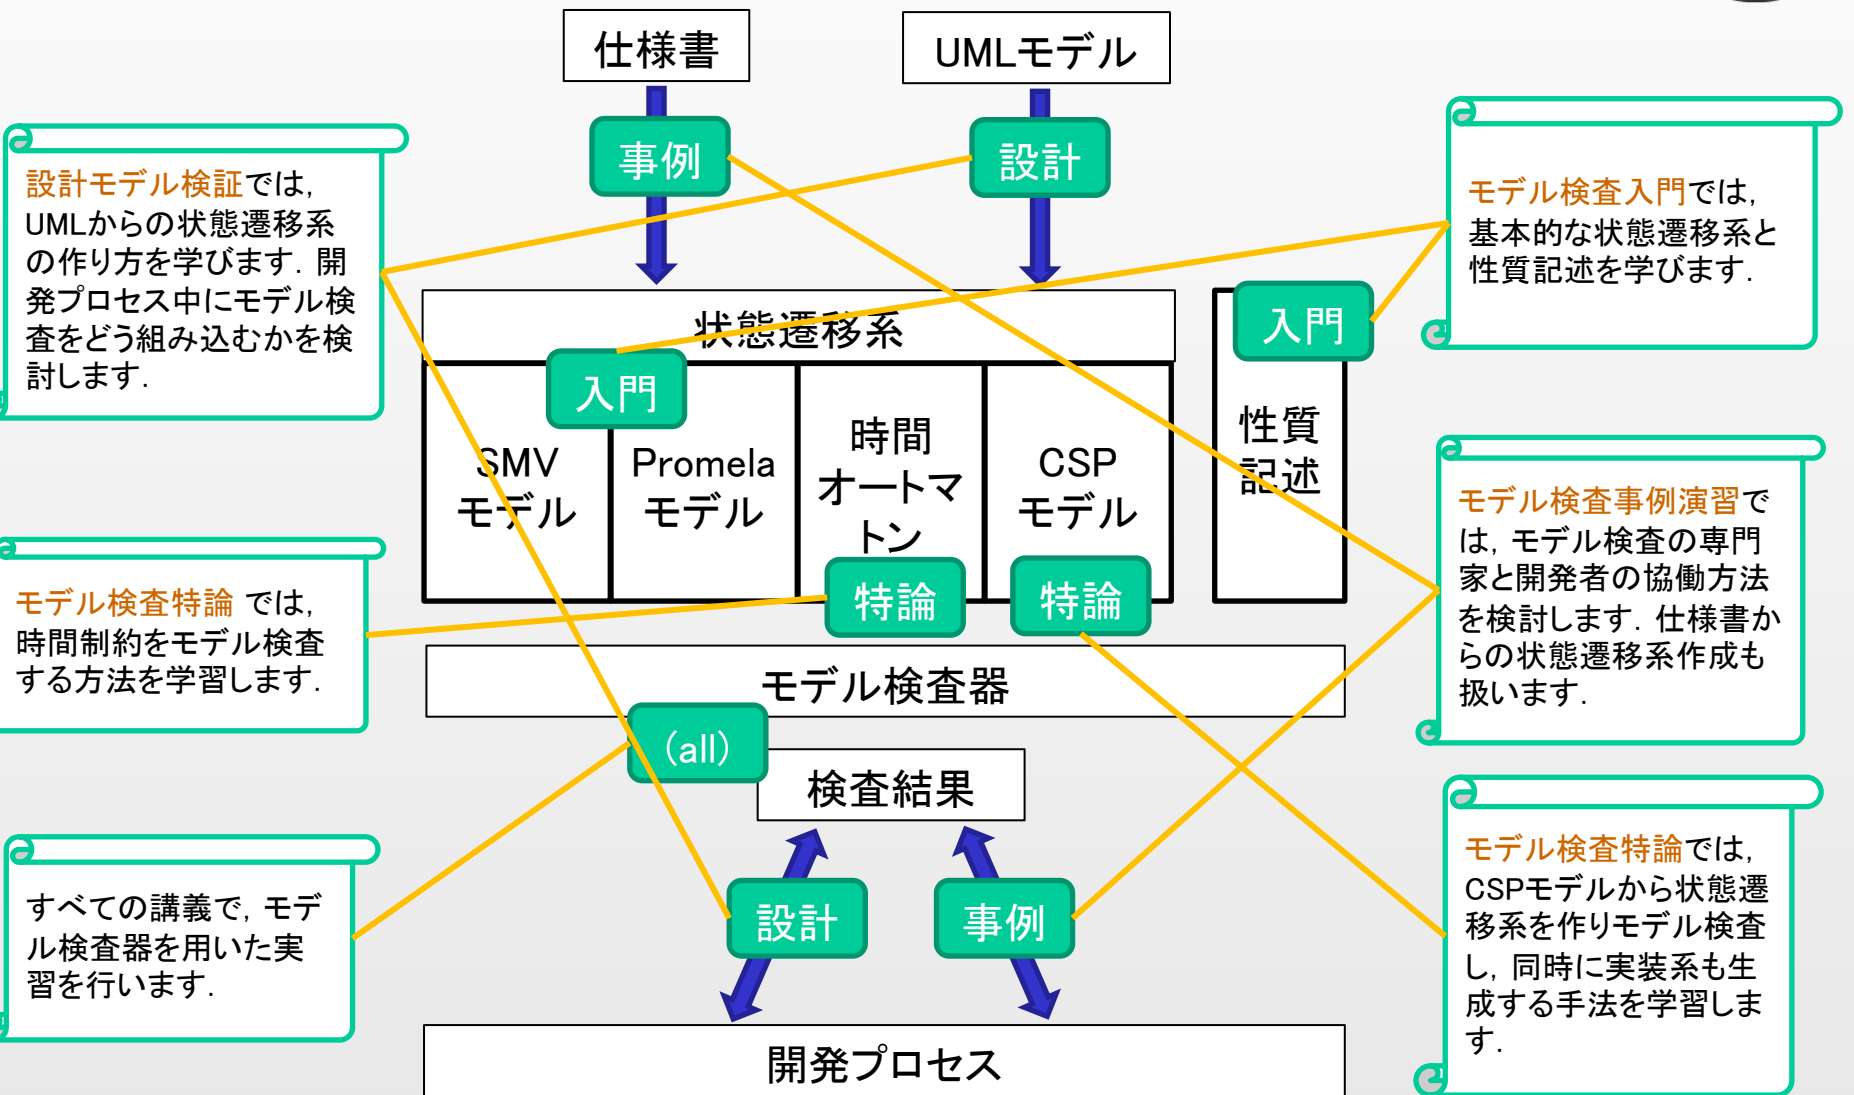 仕様書
UMLモデル
事例
設計
設計モデル検証では,
UMLからの状態遷移系
の作り方を学びます. 開
発プロセス中にモデル検
査をどう組み込むかを検
討します.
モデル検査入門では,
基本的な状態遷移系と
性質記述を学びます.
状態遷移系
入門
入門
SMV
モデル
Promela
モデル
時間
オートマ
トン
CSP
モデル
性質
記述
特論
特論
モデル検査特論 では,
時間制約をモデル検査
する方法を学習します.
モデル検査事例演習で
は, モデル検査の専門
家と開発者の協働方法
を検討します. 仕様書か
らの状態遷移系作成も
扱います.
モデル検査器
(all)
検査結果
設計
事例
すべての講義で, モデ
ル検査器を用いた実
習を行います.
モデル検査特論では,
CSPモデルから状態遷
移系を作りモデル検査
し, 同時に実装系も生
成する手法を学習しま
す.
開発プロセス